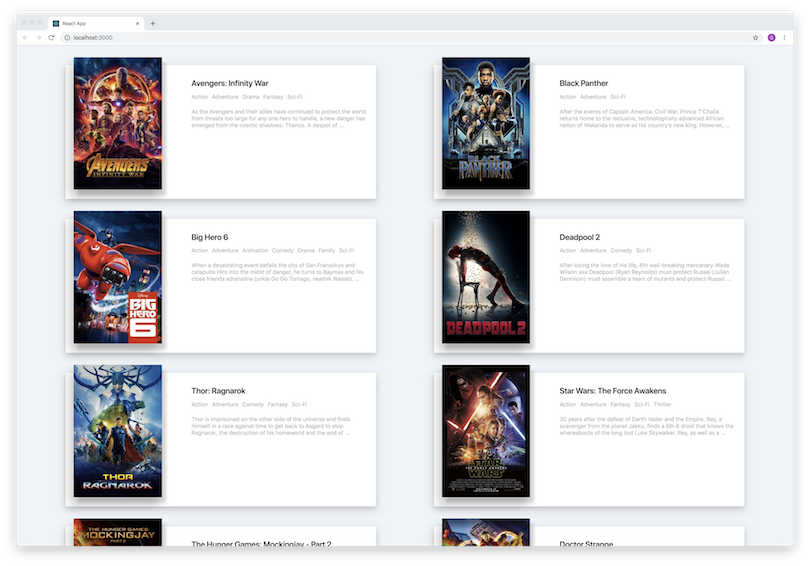 React App
localhost:3000
G
AVENGERS
INFINITY WAR
Avengers: Infinity War
Action Adventure Drama Fantasy Sci-Fi
As the Avengers and their allies have continued to protect the world
from threats too large for any one hero to handle, a new danger has
emerged from the cosmic shadows: Thanos. A despot of ...
BLACK
PANTHER
Black Panther
Action Adventure Sci-Fi
After the events of Captain America: Civil War, Prince T'Challa
returns home to the reclusive, technologically advanced African
nation of Wakanda to serve as his country's new king. However, ...
Disney
BIG
HERO
6
Big Hero 6
Action Adventure Animation Comedy Drama Family Sci-Fi
When a devastating event befalls the city of San Fransokyo and
catapults Hiro into the midst of danger, he turns to Baymax and his
close friends adrenaline junkie Go Go Tomago, neatnik Wasabi, ...
DEADPOOL 2
Deadpool 2
Action Adventure Comedy Sci-Fi
After losing the love of his life, 4th wall-breaking mercenary Wade
Wilson aka Deadpool (Ryan Reynolds) must protect Russel (Julian
Dennison) must assemble a team of mutants and protect Russel ...
THOR
RAGNAROK
Thor: Ragnarok
Action Adventure Comedy Fantasy Sci-Fi
Thor is imprisoned on the other side of the universe and finds
himself in a race against time to get back to Asgard to stop
Ragnarok, the destruction of his homeworld and the end of ...
STAR
THE FORCE AWAKENS
WARS
Star Wars: The Force Awakens
Action Adventure Fantasy Sci-Fi Thriller
30 years after the defeat of Darth Vader and the Empire, Rey, a
scavenger from the planet Jakku, finds a BB-8 droid that knows the
whereabouts of the long lost Luke Skywalker. Rey, as well as a ...
THE HUNGER GAMES
MOCKINGJAY
PART 2
The Hunger Games: Mockingjay - Part 2
Doctor Strange